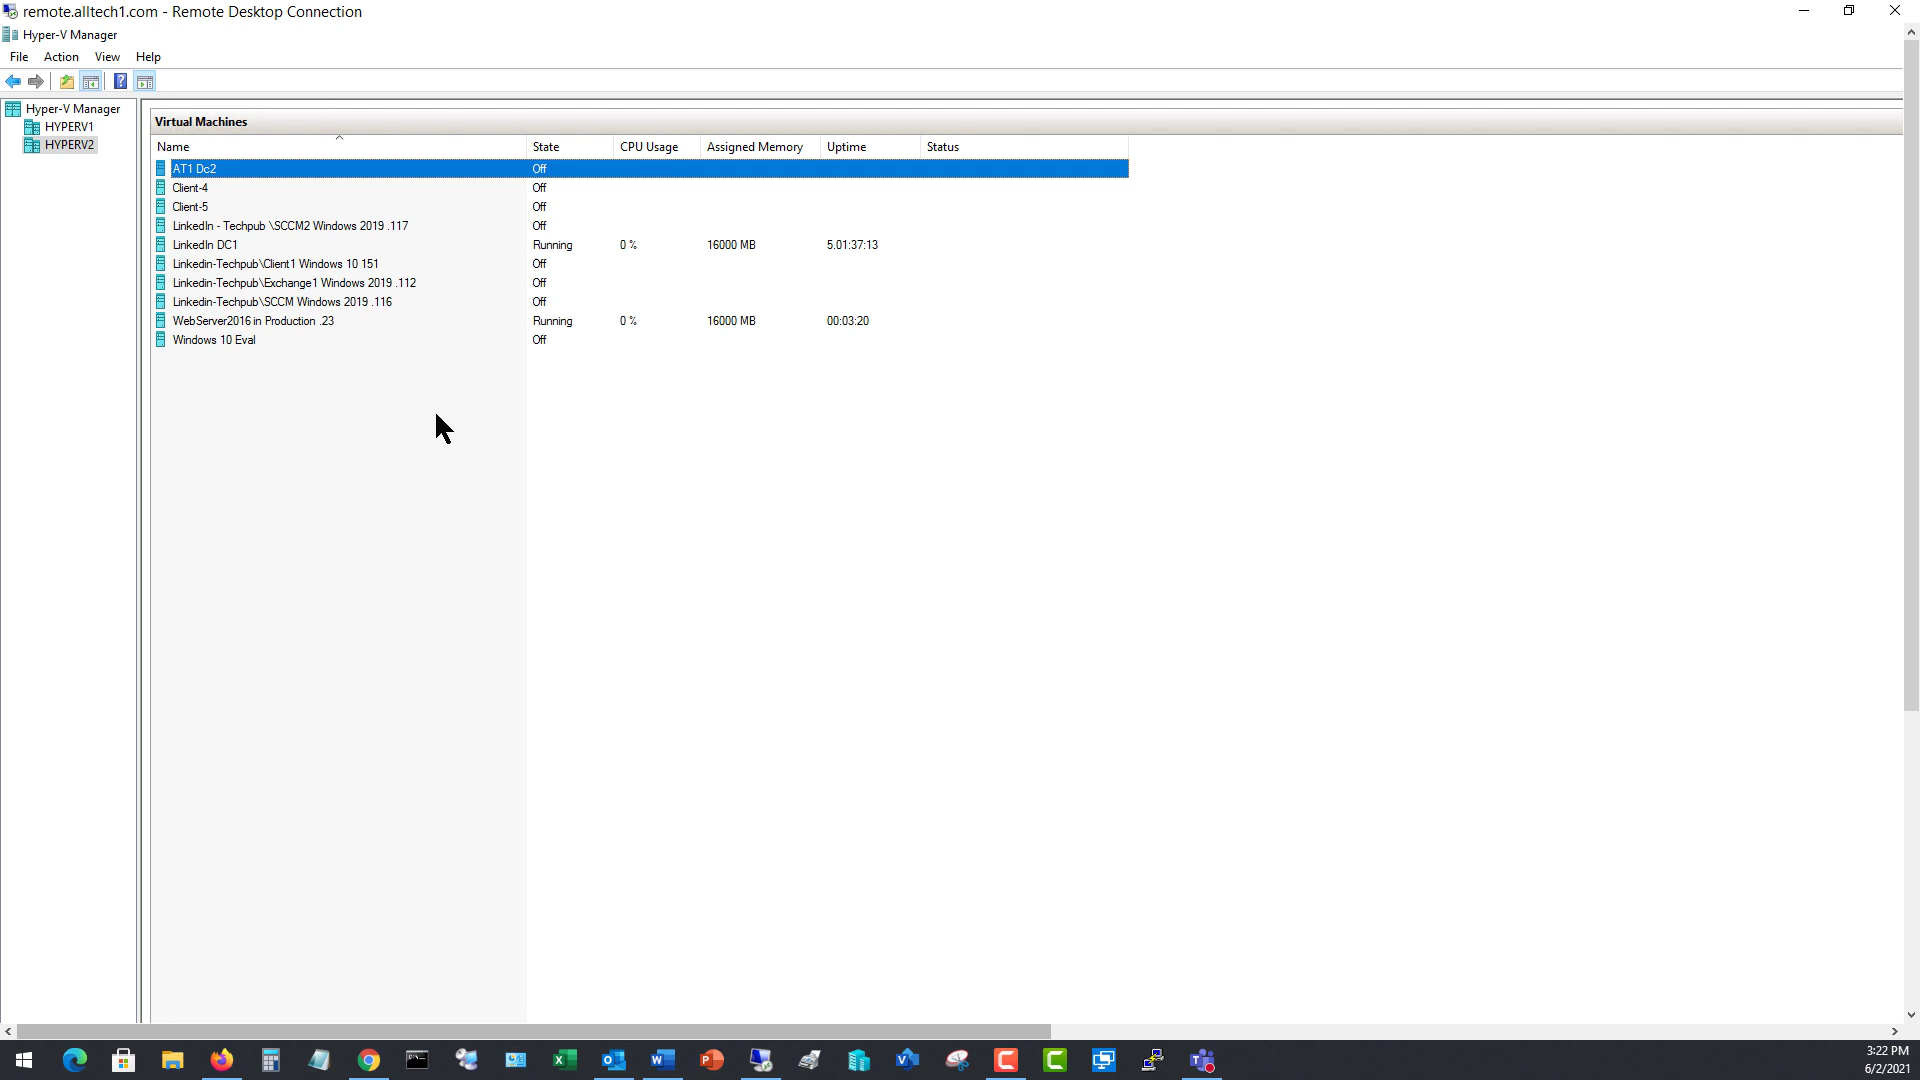 remote.alltech1.com - Remote Desktop Connection
Hyper-V Manager
File Action View Help
Hyper-V Manager
HYPERV1
HYPERV2
Virtual Machines
Name State CPU Usage Assigned Memory Uptime Status
AT1 Dc2 Off
Client-4 Off
Client-5 Off
LinkedIn - Techpub \SCCM2 Windows 2019 .117 Off
LinkedIn DC1 Running 0 % 16000 MB 5.01:37:13
Linkedin-Techpub\Client1 Windows 10 151 Off
Linkedin-Techpub\Exchange1 Windows 2019 .112 Off
Linkedin-Techpub\SCCM Windows 2019 .116 Off
WebServer2016 in Production .23 Running 0 % 16000 MB 00:03:20
Windows 10 Eval Off
3:22 PM
6/2/2021